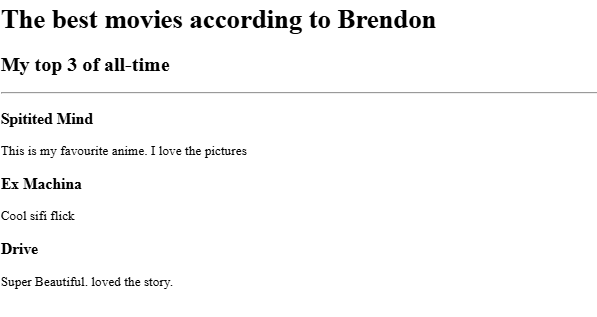 The best movies according to Brendon
My top 3 of all-time
Spitited Mind
This is my favourite anime. I love the pictures
Ex Machina
Cool sifi flick
Drive
Super Beautiful. loved the story.